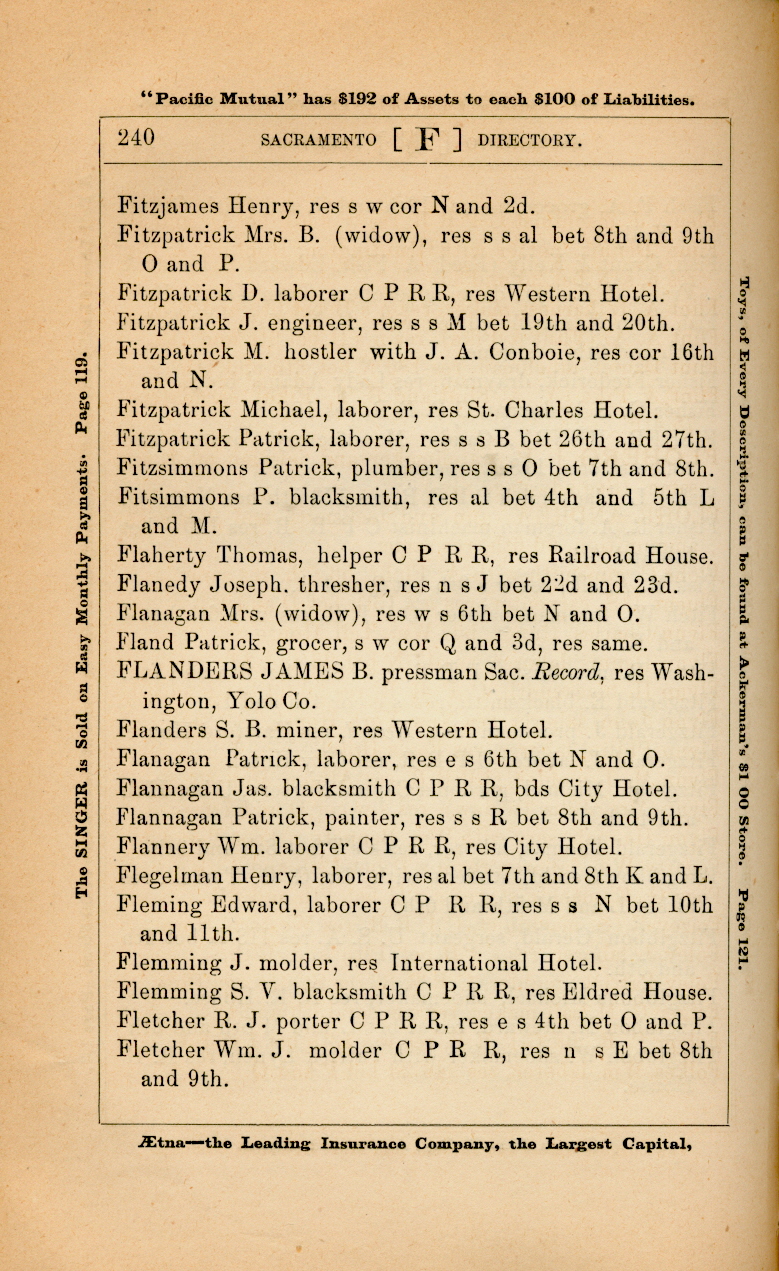 "Pacific Mutual" has $192 of Assets to each $100 of Liabilities.
240 SACRAMENTO [ F ] DIRECTORY.
Fitzjames Henry, res s w cor N and 2d.
Fitzpatrick Mrs. B. (widow), res s s al bet 8th and 9th
O and P.
Fitzpatrick D. laborer C P R R, res Western Hotel.
Fitzpatrick J. engineer, res s s M bet 19th and 20th.
Fitzpatrick M. hostler with J. A. Conboie, res cor 16th
and N.
Fitzpatrick Michael, laborer, res St. Charles Hotel.
Fitzpatrick Patrick, laborer, res s s B bet 26th and 27th.
Fitzsimmons Patrick, plumber, res s s O bet 7th and 8th.
Fitsimmons P. blacksmith, res al bet 4th and 5th L
and M.
Flaherty Thomas, helper C P R R, res Railroad House.
Flanedy Joseph. thresher, res n s J bet 22d and 23d.
Flanagan Mrs. (widow), res w s 6th bet N and O.
Fland Patrick, grocer, s w cor Q and 3d, res same.
FLANDERS JAMES B. pressman Sac. Record, res Wash-
ington, Yolo Co.
Flanders S. B. miner, res Western Hotel.
Flanagan Patrick, laborer, res e s 6th bet N and O.
Flannagan Jas. blacksmith C P R R, bds City Hotel.
Flannagan Patrick, painter, res s s R bet 8th and 9th.
Flannery Wm. laborer C P R R, res City Hotel.
Flegelman Henry, laborer, res al bet 7th and 8th K and L.
Fleming Edward, laborer C P R R, res s s N bet 10th
and 11th.
Flemming J. molder, res International Hotel.
Flemming S. V. blacksmith C P R R, res Eldred House.
Fletcher R. J. porter C P R R, res e s 4th bet O and P.
Fletcher Wm. J. molder C P R R, res n s E bet 8th
and 9th.
Ætna—the Leading Insurance Company, the Largest Capital,
The SINGER is Sold on Easy Monthly Payments. Page 119.
Toys, of Every Description, can be found at Ackerman's $1 00 Store. Page 121.